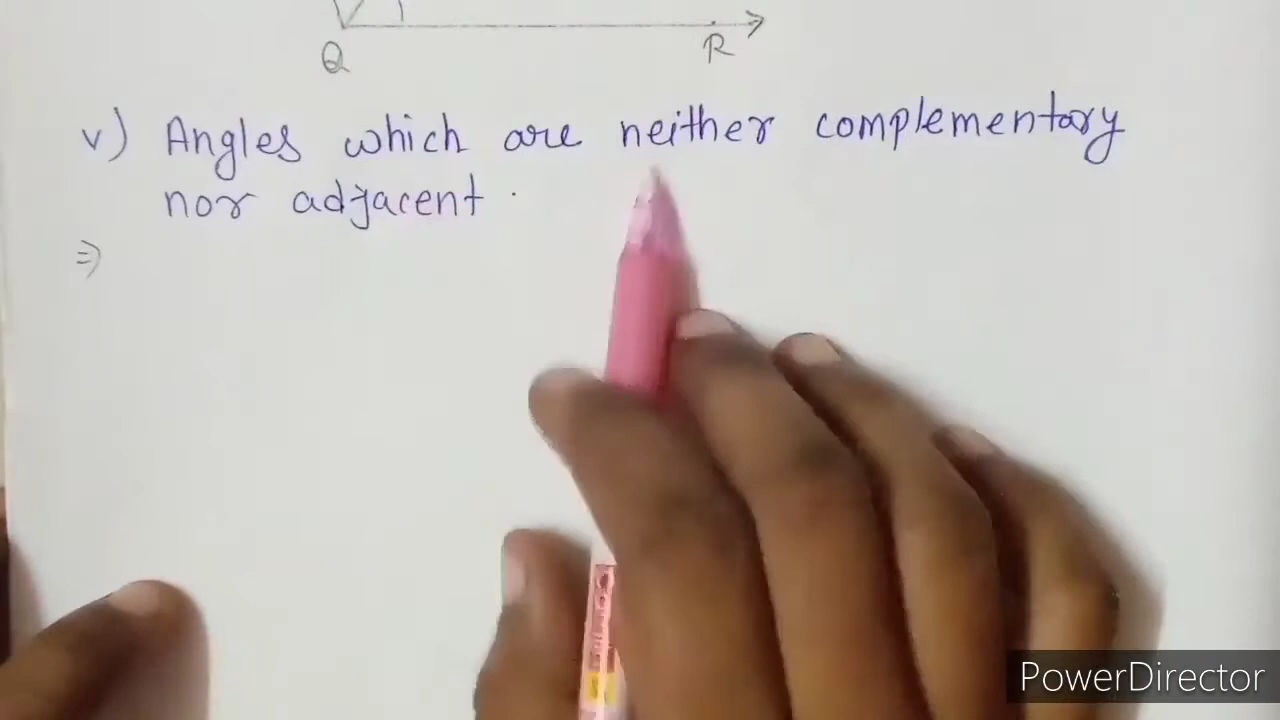 Q
R
v) Angles which are neither complementary
nor adjacent.
⇒
PowerDirector